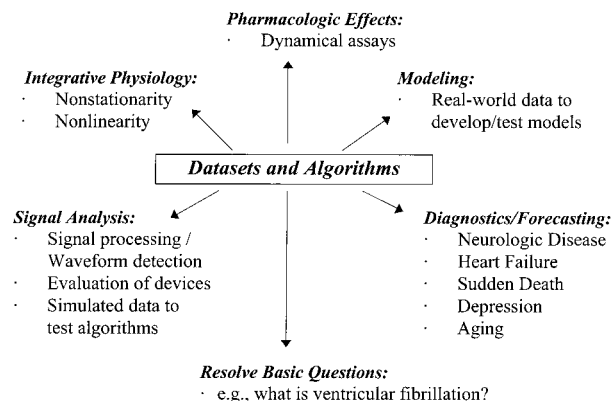 Pharmacologic Effects:
· Dynamical assays
Integrative Physiology:
· Nonstationarity
· Nonlinearity
Modeling:
· Real-world data to
develop/test models
Datasets and Algorithms
Signal Analysis:
· Signal processing /
Waveform detection
· Evaluation of devices
· Simulated data to
test algorithms
Diagnostics/Forecasting:
· Neurologic Disease
· Heart Failure
· Sudden Death
· Depression
· Aging
Resolve Basic Questions:
· e.g., what is ventricular fibrillation?